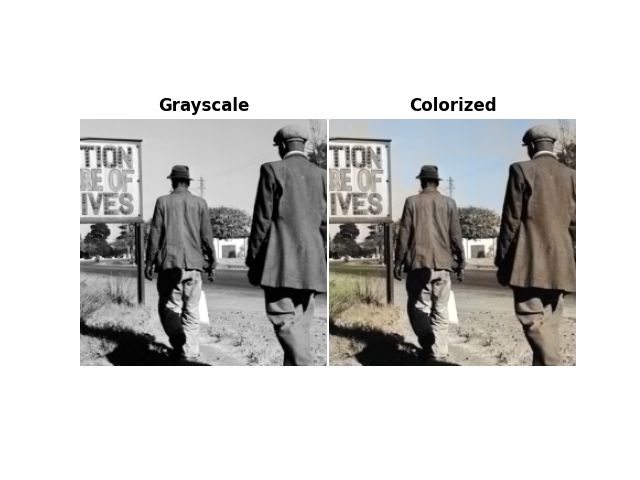 Grayscale
Colorized
TION
RE OF
IVES
TION
RE OF
IVES